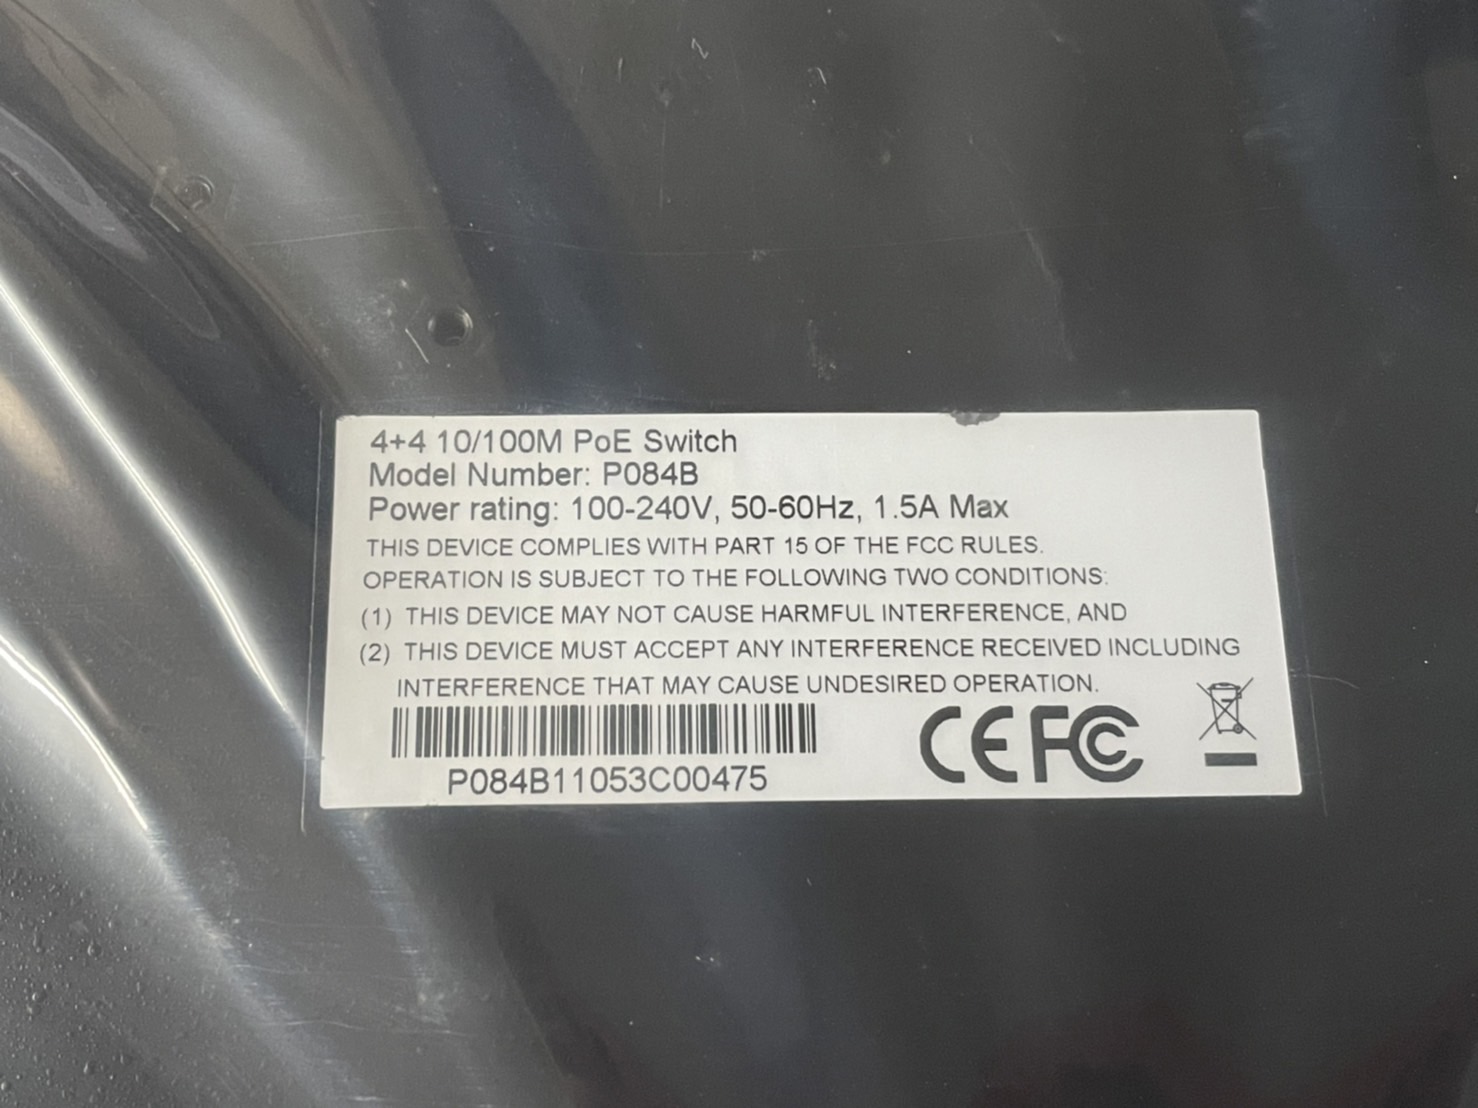 4+4 10/100M PoE Switch
Model Number: P084B
Power rating: 100-240V, 50-60Hz, 1.5A Max
THIS DEVICE COMPLIES WITH PART 15 OF THE FCC RULES.
OPERATION IS SUBJECT TO THE FOLLOWING TWO CONDITIONS:
(1) THIS DEVICE MAY NOT CAUSE HARMFUL INTERFERENCE, AND
(2) THIS DEVICE MUST ACCEPT ANY INTERFERENCE RECEIVED INCLUDING
INTERFERENCE THAT MAY CAUSE UNDESIRED OPERATION.
CE FC
P084B11053C00475